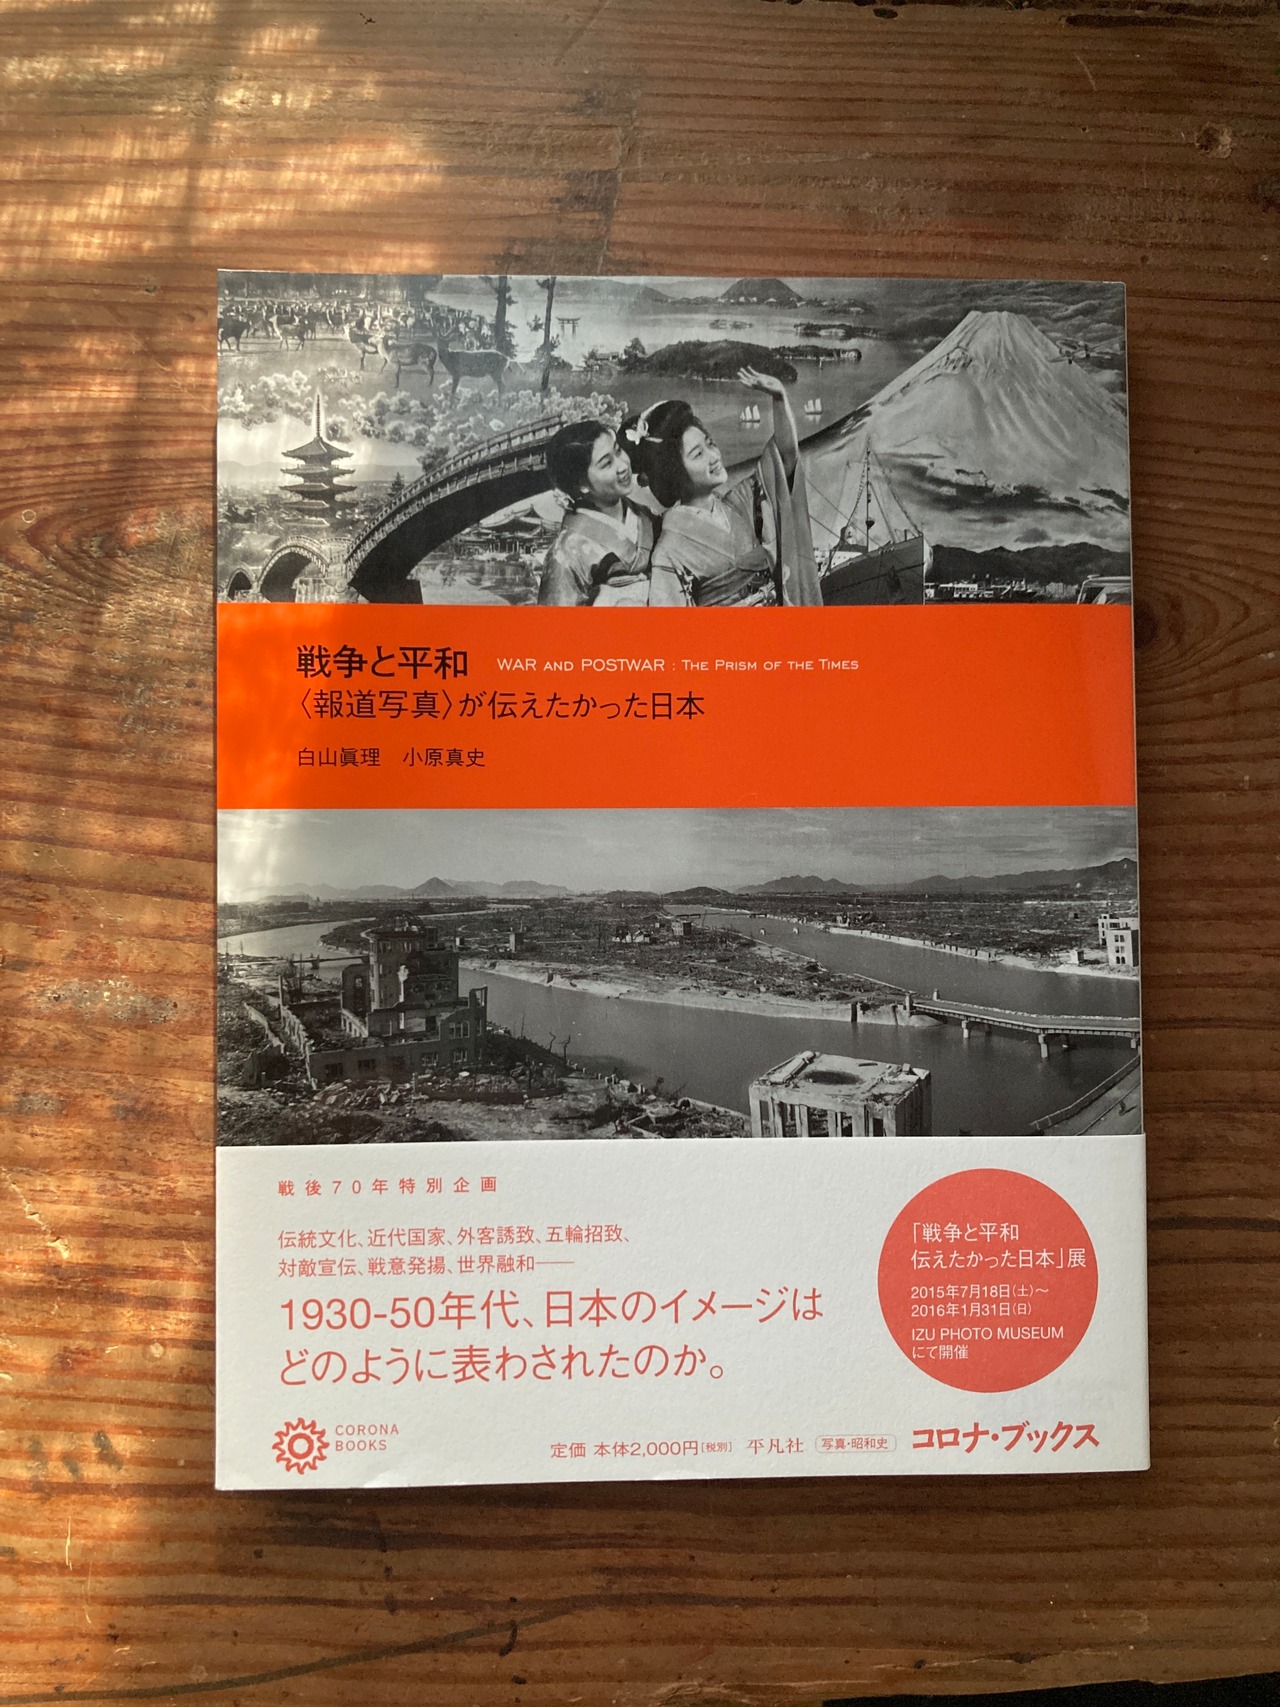 戦争と平和 WAR AND POSTWAR : THE PRISM OF THE TIMES
〈報道写真〉が伝えたかった日本
白山眞理 小原真史
戦後70年特別企画
伝統文化、近代国家、外客誘致、五輪招致、
対敵宣伝、戦意発揚、世界融和――
1930-50年代、日本のイメージは
どのように表わされたのか。
「戦争と平和
伝えたかった日本」展
2015年7月18日(土)〜
2016年1月31日(日)
IZU PHOTO MUSEUM
にて開催
CORONA
BOOKS
定価 本体2,000円[税別] 平凡社 写真・昭和史 コロナ・ブックス